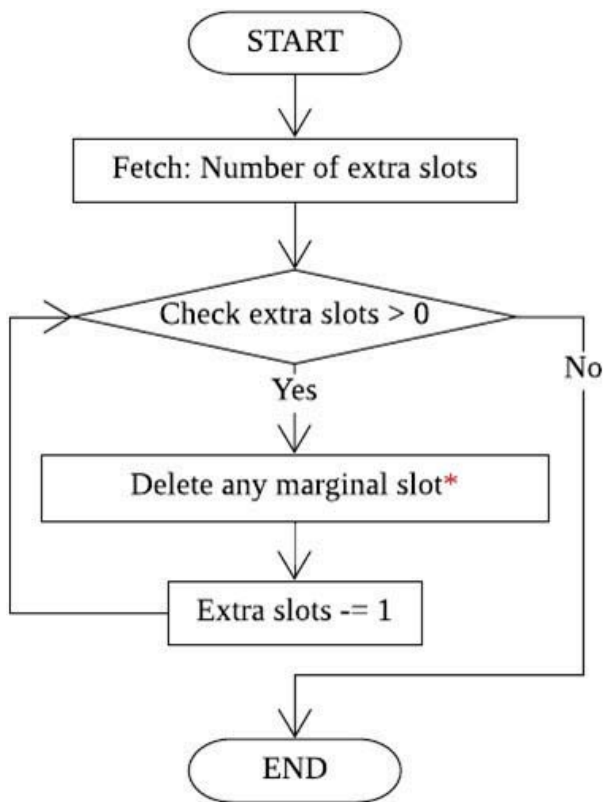 START
Fetch: Number of extra slots
Check extra slots > 0
No
Yes
Delete any marginal slot*
Extra slots -= 1
END